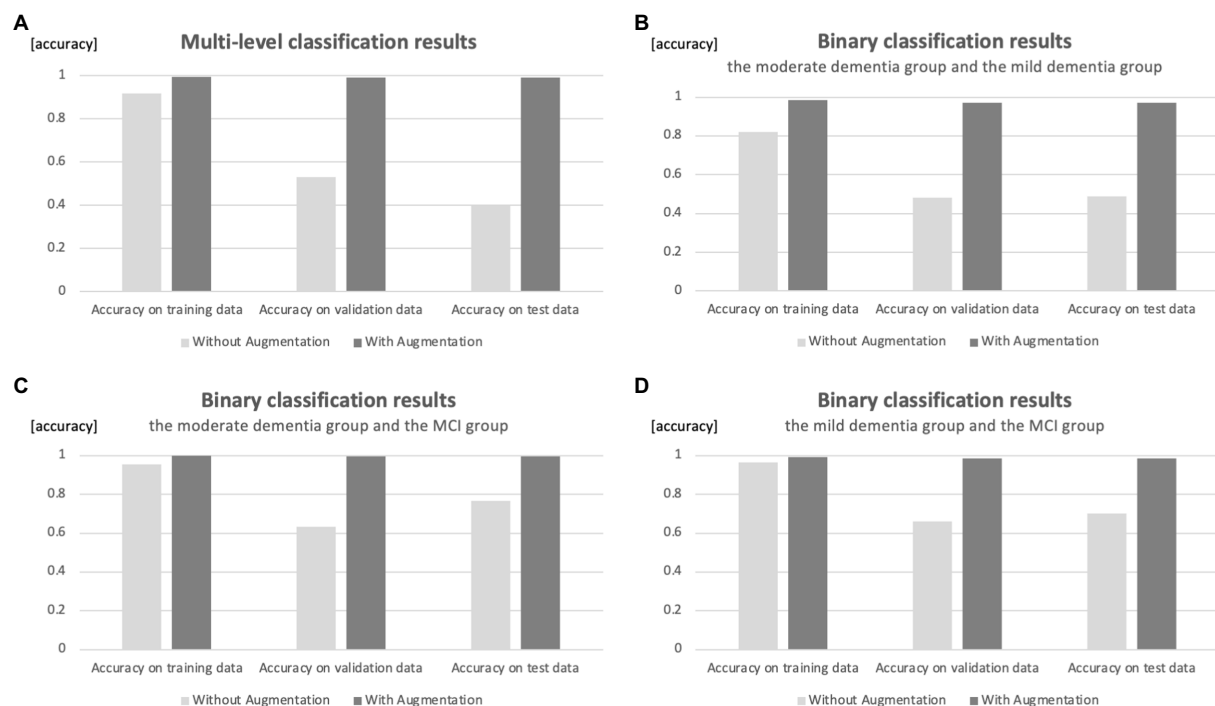 A
[accuracy]
Multi-level classification results
1
0.8
0.6
0.4
0.2
0
Accuracy on training data
Accuracy on validation data
Accuracy on test data
Without Augmentation
With Augmentation
B
[accuracy]
Binary classification results
the moderate dementia group and the mild dementia group
1
0.8
0.6
0.4
0.2
0
Accuracy on training data
Accuracy on validation data
Accuracy on test data
Without Augmentation
With Augmentation
C
[accuracy]
Binary classification results
the moderate dementia group and the MCI group
1
0.8
0.6
0.4
0.2
0
Accuracy on training data
Accuracy on validation data
Accuracy on test data
Without Augmentation
With Augmentation
D
[accuracy]
Binary classification results
the mild dementia group and the MCI group
1
0.8
0.6
0.4
0.2
0
Accuracy on training data
Accuracy on validation data
Accuracy on test data
Without Augmentation
With Augmentation